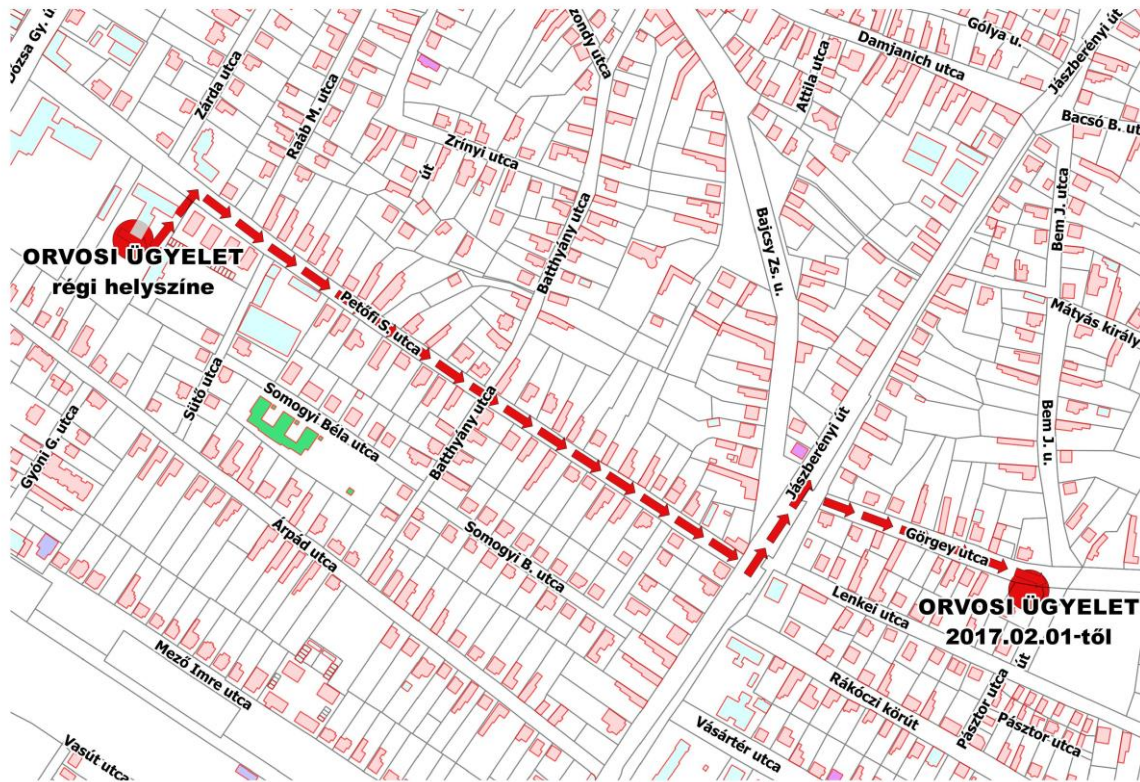 Dózsa Gy. ú
Zárda utca
Raáb M. utca
zondy utca
Attila utca
Damjanich utca
Gólya u.
Jászberényi út
Bacsó B. ut
Zrínyi utca
út
Batthyány utca
Bajcsy Zs. u.
Bem J. utca
ORVOSI ÜGYELET
régi helyszíne
Petőfi S. utca
Mátyás király
Sütő utca
Somogyi Béla utca
Batthyány utca
Jászberényi út
Bem J. u.
Gyóni G. utca
Árpád utca
Somogyi B. utca
Görgey utca
Lenkei utca
ORVOSI ÜGYELET
2017.02.01-től
út
Mező Imre utca
Rákóczi körút
Pásztor utca
Pásztor utca
Vásártér utca
Vasút utca